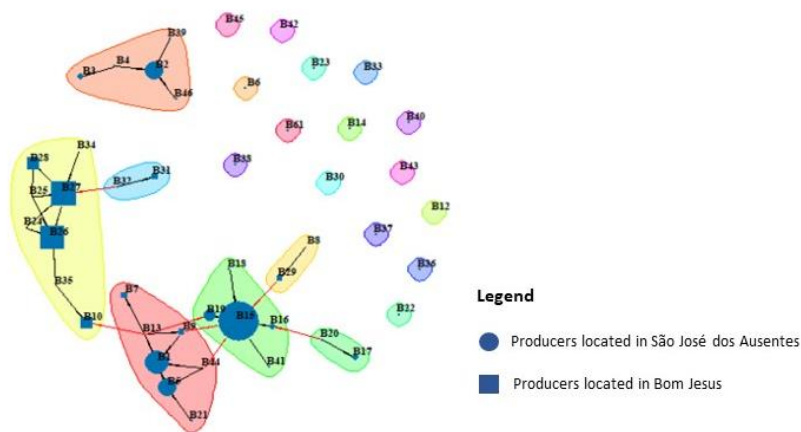 B45
B42
B39
B4
B2
B3
B46
B23
B33
B6
B61
B14
B40
B38
B43
B30
B12
B37
B36
B22
B34
B28
B27
B25
B24
B26
B35
B10
B32
B31
B7
B13
B9
B1
B5
B44
B21
B18
B19
B15
B16
B41
B8
B29
B20
B17
Legend
Producers located in São José dos Ausentes
Producers located in Bom Jesus